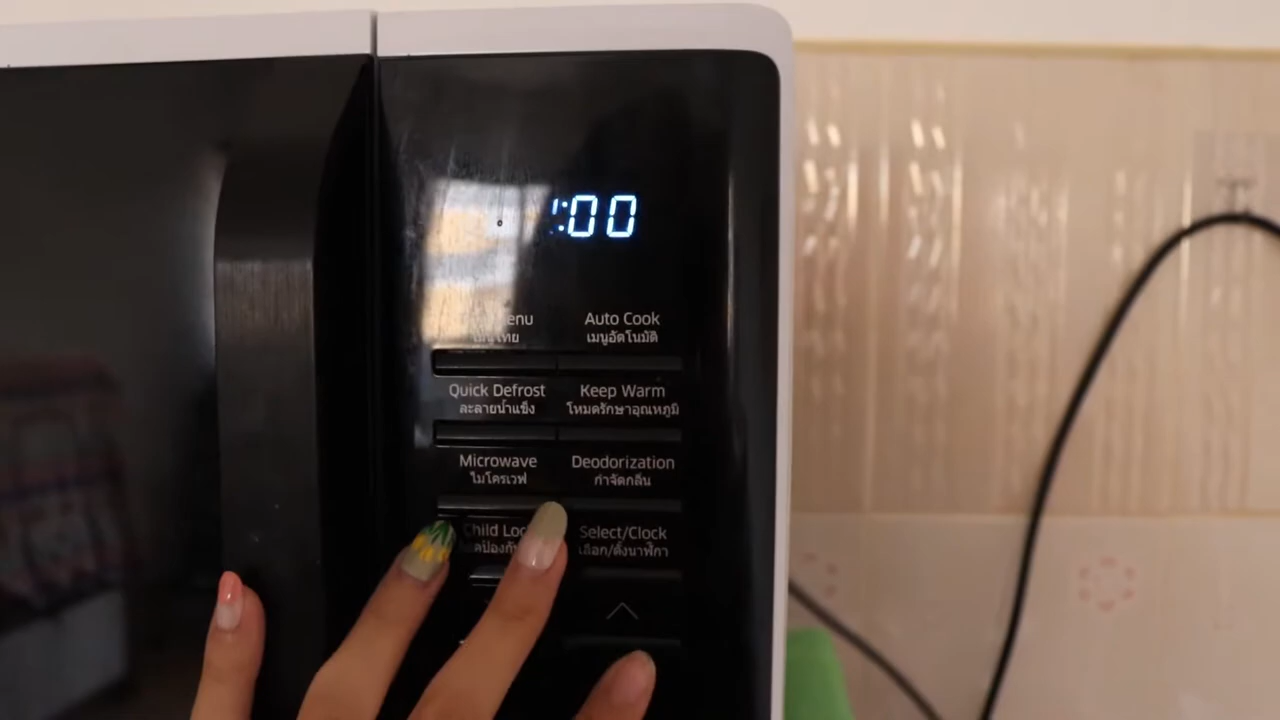 :00
Auto Cook
เมนูอัตโนมัติ
Quick Defrost
ละลายน้ำแข็ง
Keep Warm
โหมดรักษาอุณหภูมิ
Microwave
ไมโครเวฟ
Deodorization
กำจัดกลิ่น
Child
Select/Clock
เลือก/ตั้งนาฬิกา